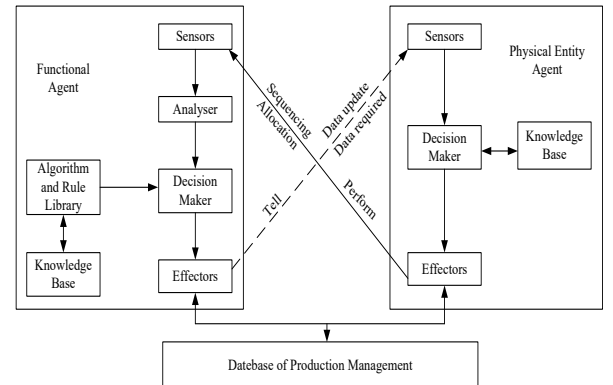 Functional
Agent
Sensors
Analyser
Algorithm
and Rule
Library
Decision
Maker
Knowledge
Base
Effectors
Sequencing
Allocation
Data update
Data required
Tell
Perform
Sensors
Physical Entity
Agent
Decision
Maker
Knowledge
Base
Effectors
Datebase of Production Management